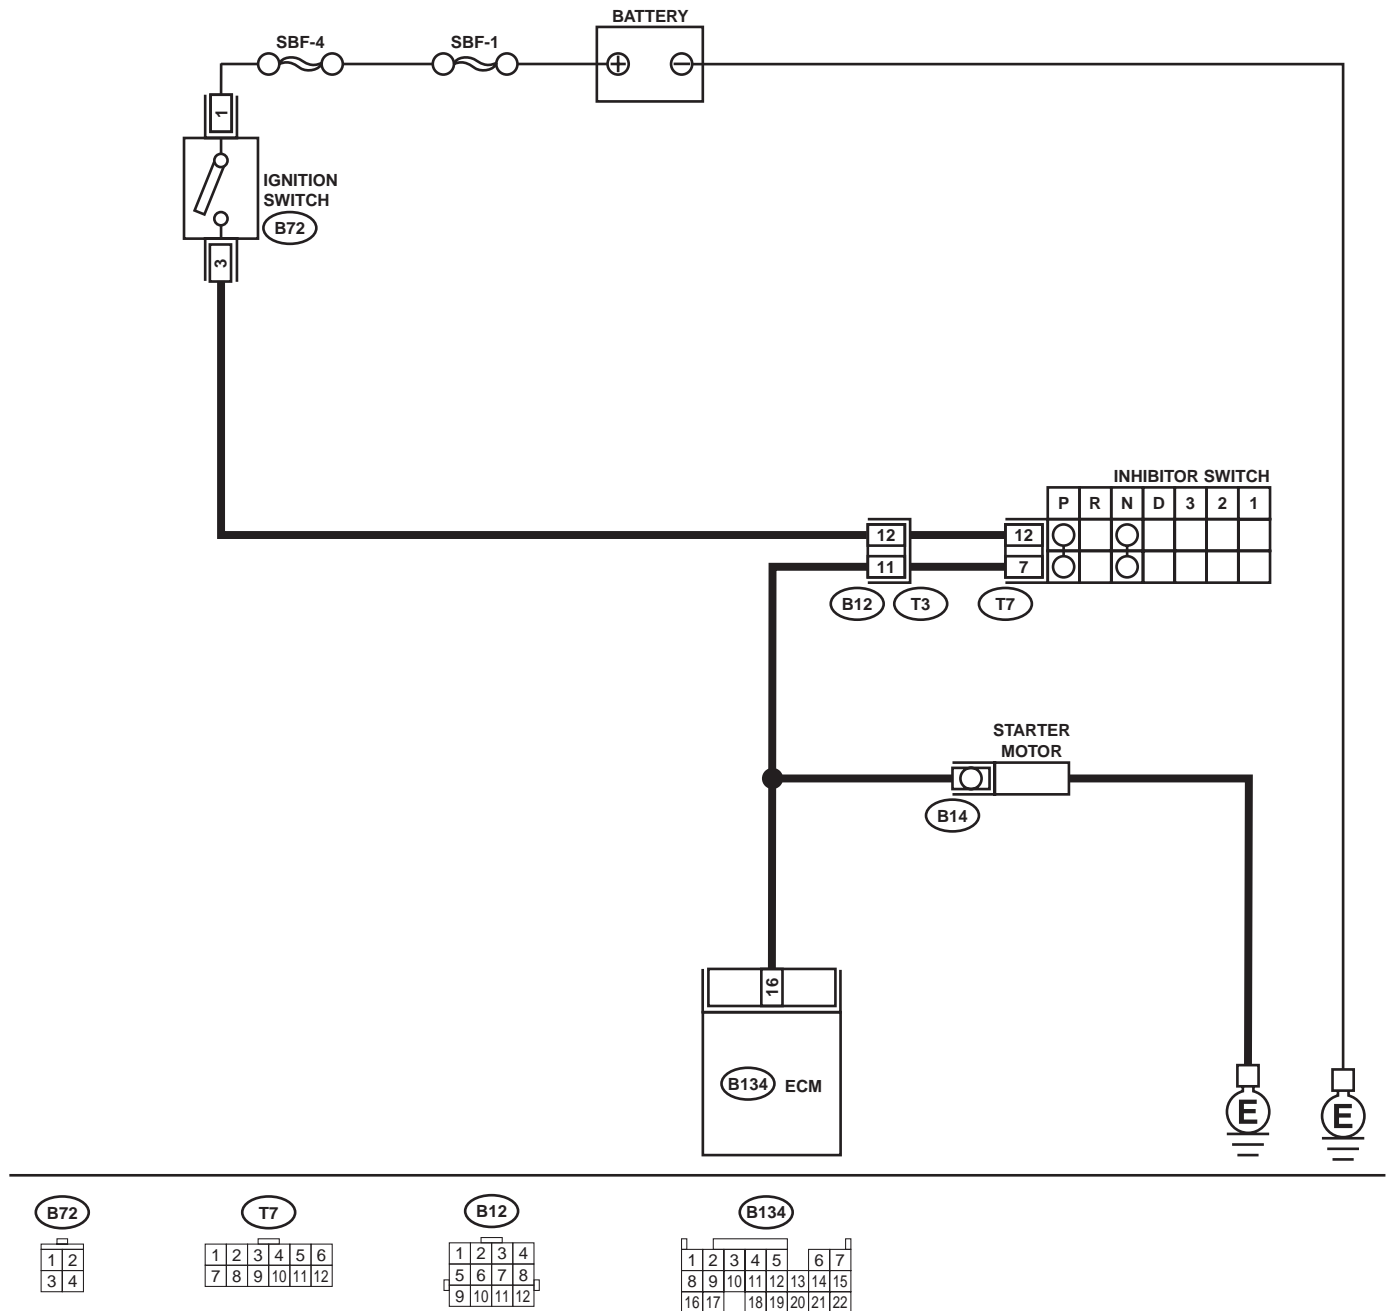 BATTERY
SBF-4
SBF-1
1
IGNITION
SWITCH
B72
3
INHIBITOR SWITCH
P R N D 3 2 1
12 12
11 7
B12 T3 T7
STARTER
MOTOR
B14
16
B134 ECM
E E
B72 T7 B12 B134
1 2
3 4
1 2 3 4 5 6
7 8 9 10 11 12
1 2 3 4
5 6 7 8
9 10 11 12
1 2 3 4 5 6 7
8 9 10 11 12 13 14 15
16 17 18 19 20 21 22